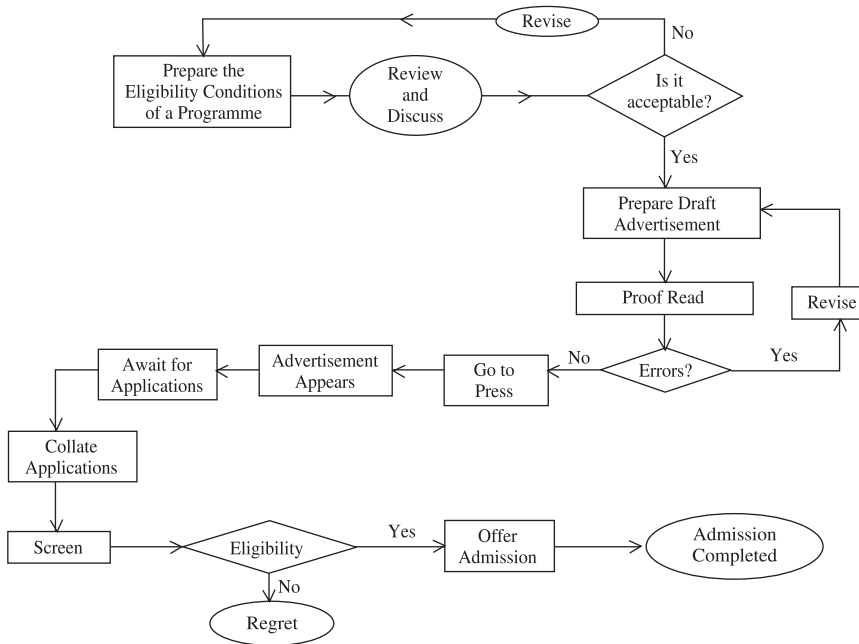 Revise
No
Prepare the
Eligibility Conditions
of a Programme
Review
and
Discuss
Is it
acceptable?
Yes
Prepare Draft
Advertisement
Proof Read
Revise
Errors?
Yes
No
Go to
Press
Advertisement
Appears
Await for
Applications
Collate
Applications
Screen
Eligibility
Yes
Offer
Admission
Admission
Completed
No
Regret